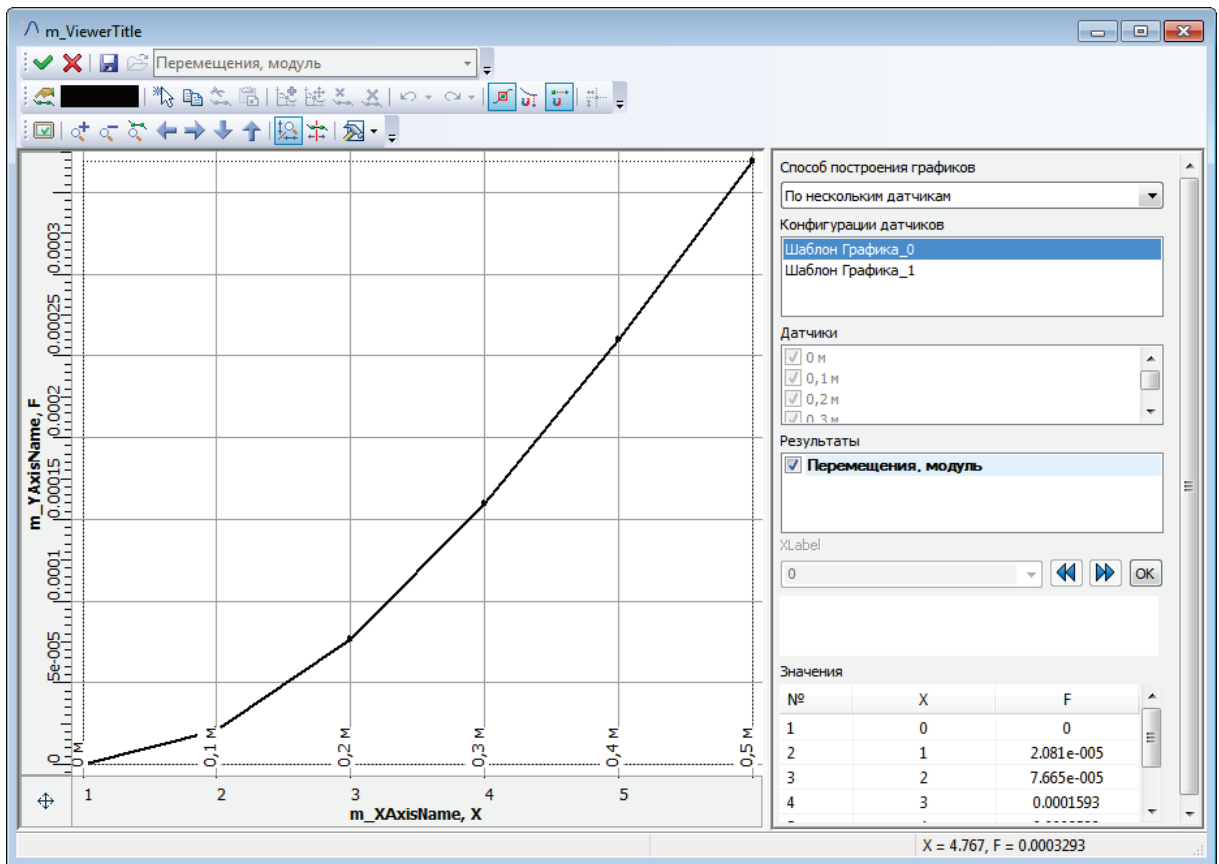 m_ViewerTitle
Перемещения, модуль
Способ построения графиков
По нескольким датчикам
Конфигурации датчиков
Шаблон Графика_0
Шаблон Графика_1
Датчики
0 м
0,1 м
0,2 м
0,3 м
Результаты
Перемещения, модуль
XLabel
0
OK
Значения
№ X F
1 0 0
2 1 2.081e-005
3 2 7.665e-005
4 3 0.0001593
m_YAxisName, F
0.0003
0.00025
0.0002
0.00015
0.0001
5e-005
0
0 м
0,1 м
0,2 м
0,3 м
0,4 м
0,5 м
1 2 3 4 5
m_XAxisName, X
X = 4.767, F = 0.0003293